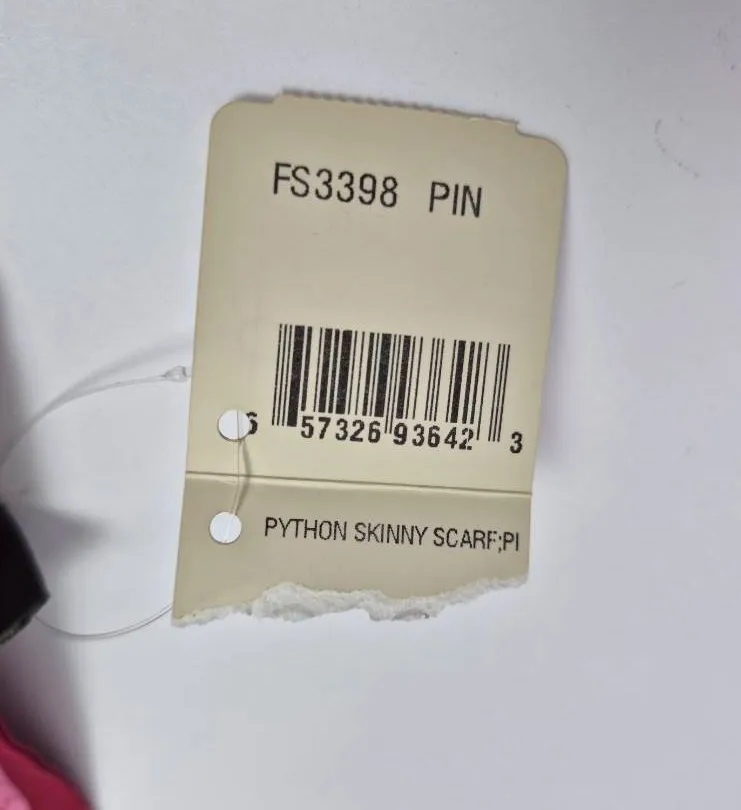 FS3398 PIN
6 57326 93642 3
PYTHON SKINNY SCARF;PI